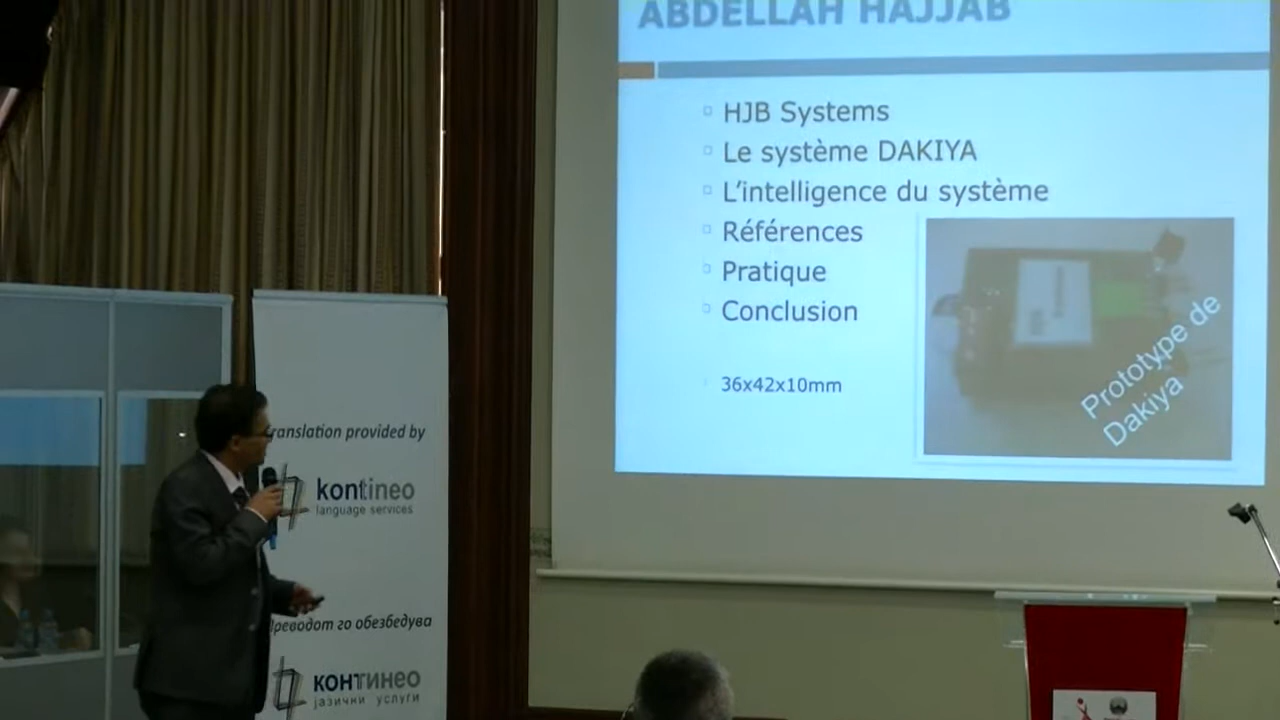 ABDELLAH HAJJAB
HJB Systems
Le système DAKIYA
L'intelligence du système
Références
Pratique
Conclusion
36x42x10mm
Prototype de
Dakiya
ranslation provided by
kontineo
language services
Преводот го обезбедува
континео
јазични услуги